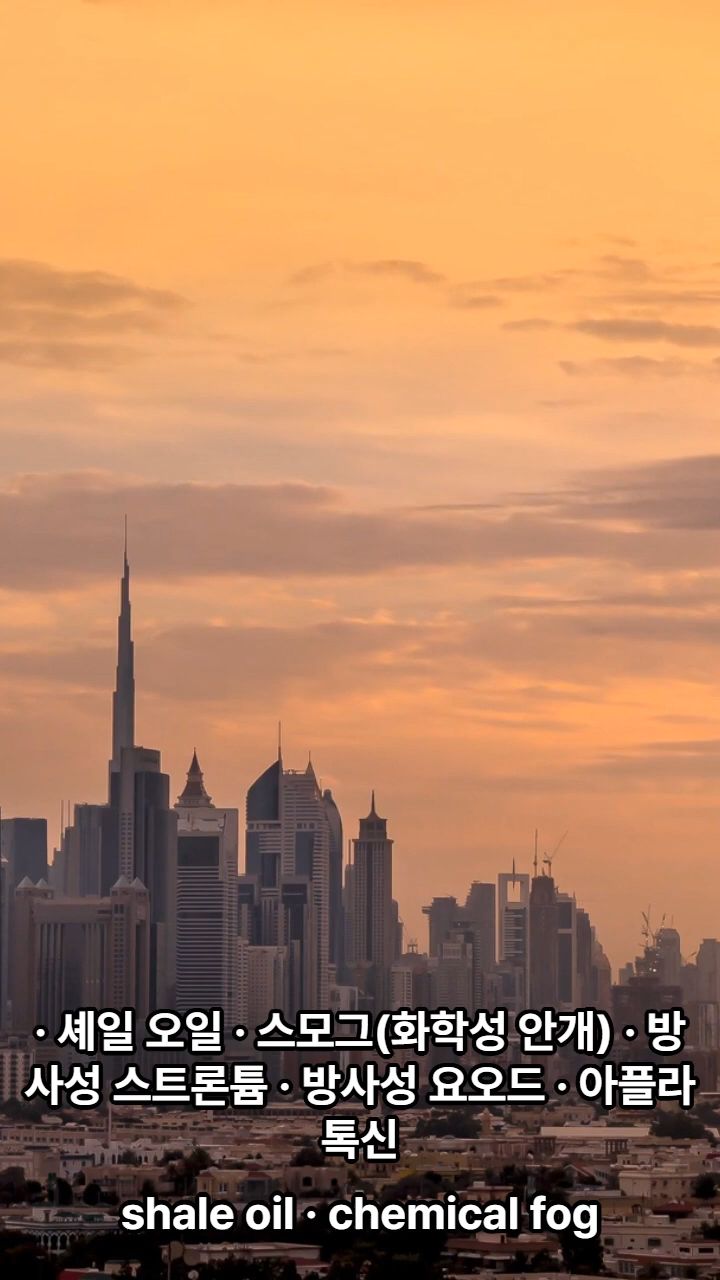 · 셰일 오일 · 스모그(화학성 안개) · 방
사성 스트론튬 · 방사성 요오드 · 아플라
톡신
shale oil · chemical fog